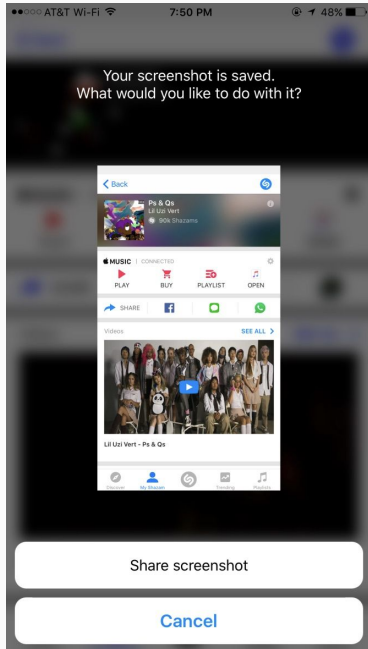 AT&T Wi-Fi
7:50 PM
48%
Your screenshot is saved.
What would you like to do with it?
Back
Ps & Qs
Lil Uzi Vert
90k Shazams
MUSIC | CONNECTED
PLAY BUY PLAYLIST OPEN
SHARE
Videos
SEE ALL
Lil Uzi Vert - Ps & Qs
Discover My Shazam Trending Playlists
Share screenshot
Cancel